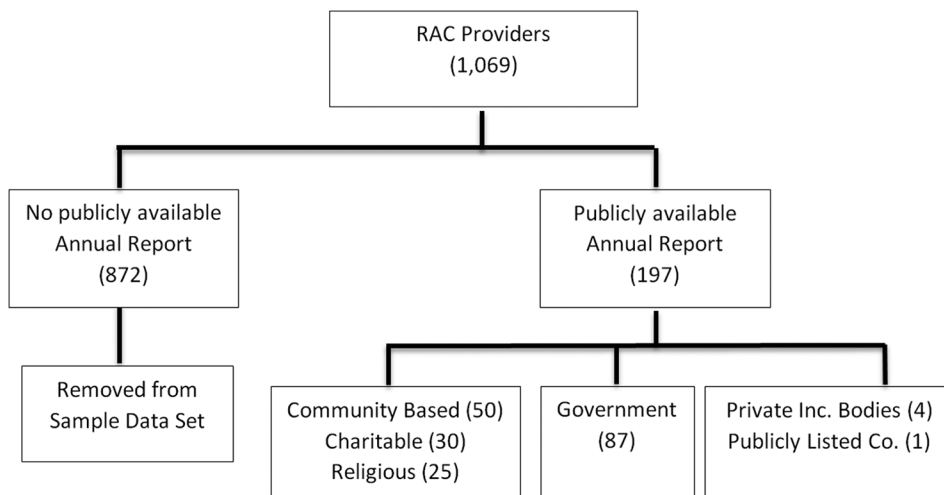 RAC Providers
(1,069)
No publicly available
Annual Report
(872)
Publicly available
Annual Report
(197)
Removed from
Sample Data Set
Community Based (50)
Charitable (30)
Religious (25)
Government
(87)
Private Inc. Bodies (4)
Publicly Listed Co. (1)